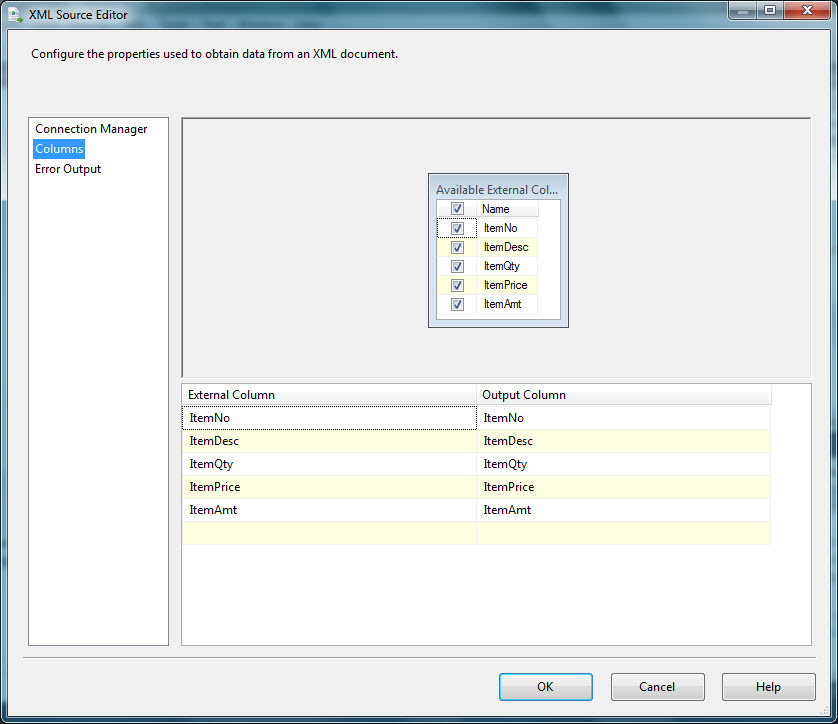 XML Source Editor
Configure the properties used to obtain data from an XML document.
Connection Manager
Columns
Error Output
Available External Col...
Name
ItemNo
ItemDesc
ItemQty
ItemPrice
ItemAmt
External Column Output Column
ItemNo ItemNo
ItemDesc ItemDesc
ItemQty ItemQty
ItemPrice ItemPrice
ItemAmt ItemAmt
OK Cancel Help